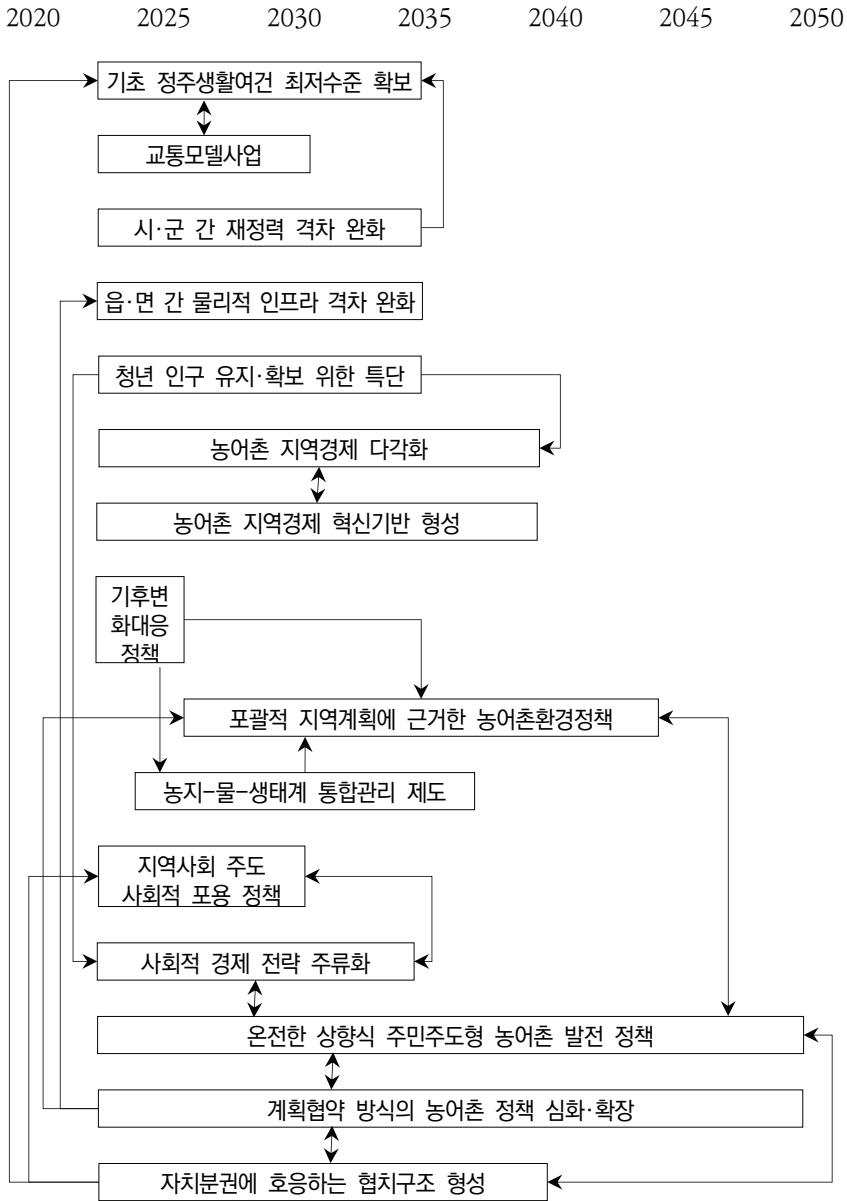 2020 2025 2030 2035 2040 2045 2050
기초 정주생활여건 최저수준 확보
교통모델사업
시·군 간 재정력 격차 완화
읍·면 간 물리적 인프라 격차 완화
청년 인구 유지·확보 위한 특단
농어촌 지역경제 다각화
농어촌 지역경제 혁신기반 형성
기후변
화대응
정책
포괄적 지역계획에 근거한 농어촌환경정책
농지-물-생태계 통합관리 제도
지역사회 주도
사회적 포용 정책
사회적 경제 전략 주류화
온전한 상향식 주민주도형 농어촌 발전 정책
계획협약 방식의 농어촌 정책 심화·확장
자치분권에 호응하는 협치구조 형성